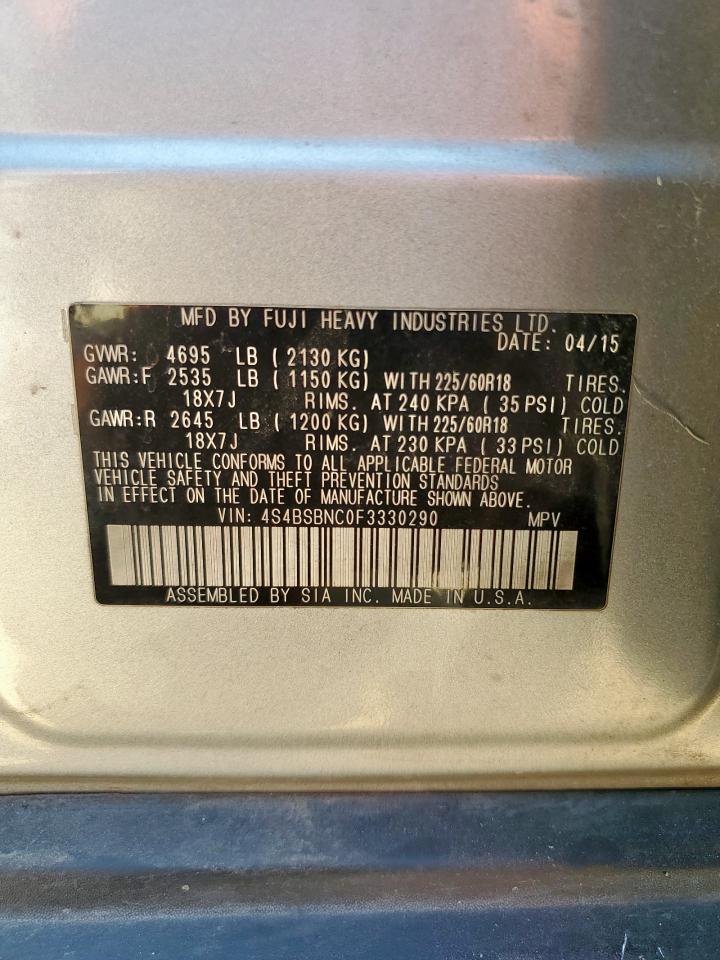 MFD BY FUJI HEAVY INDUSTRIES LTD.
DATE: 04/15
GVWR: 4695 LB ( 2130 KG)
GAWR:F 2535 LB ( 1150 KG) WITH 225/60R18 TIRES.
18X7J RIMS. AT 240 KPA ( 35 PSI) COLD
GAWR:R 2645 LB ( 1200 KG) WITH 225/60R18 TIRES.
18X7J RIMS. AT 230 KPA ( 33 PSI) COLD
THIS VEHICLE CONFORMS TO ALL APPLICABLE FEDERAL MOTOR
VEHICLE SAFETY AND THEFT PREVENTION STANDARDS
IN EFFECT ON THE DATE OF MANUFACTURE SHOWN ABOVE.
VIN: 4S4BSBNC0F3330290 MPV
ASSEMBLED BY SIA INC. MADE IN U.S.A.